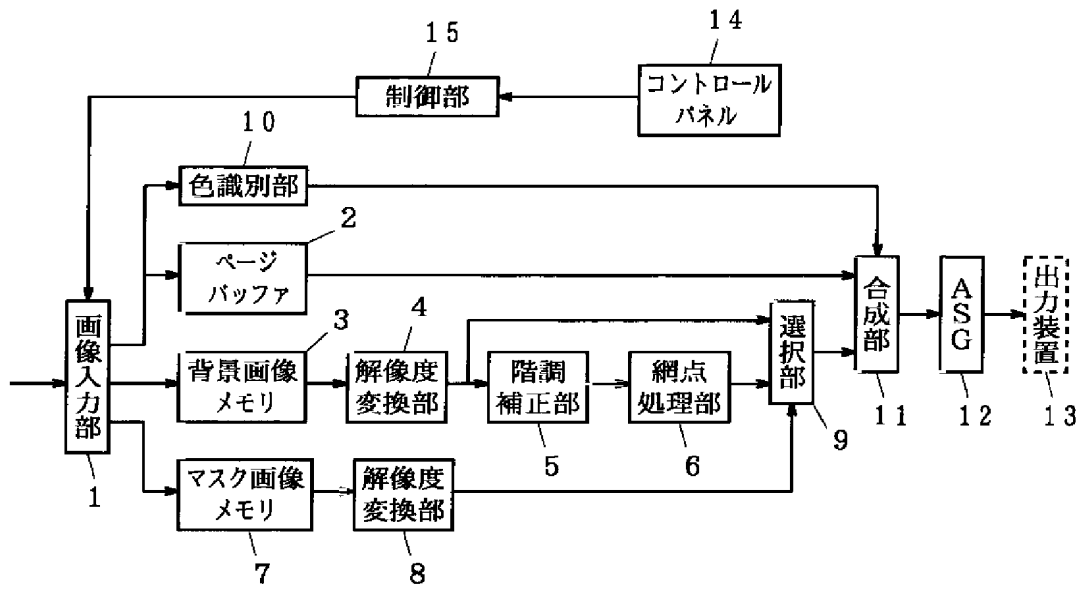 15
14
制御部
コントロール
パネル
10
色識別部
2
ページ
バッファ
画像入力部
1
3
背景画像
メモリ
4
解像度
変換部
階調
補正部
5
網点
処理部
6
選択部
9
合成部
11
ASG
12
出力装置
13
マスク画像
メモリ
7
解像度
変換部
8